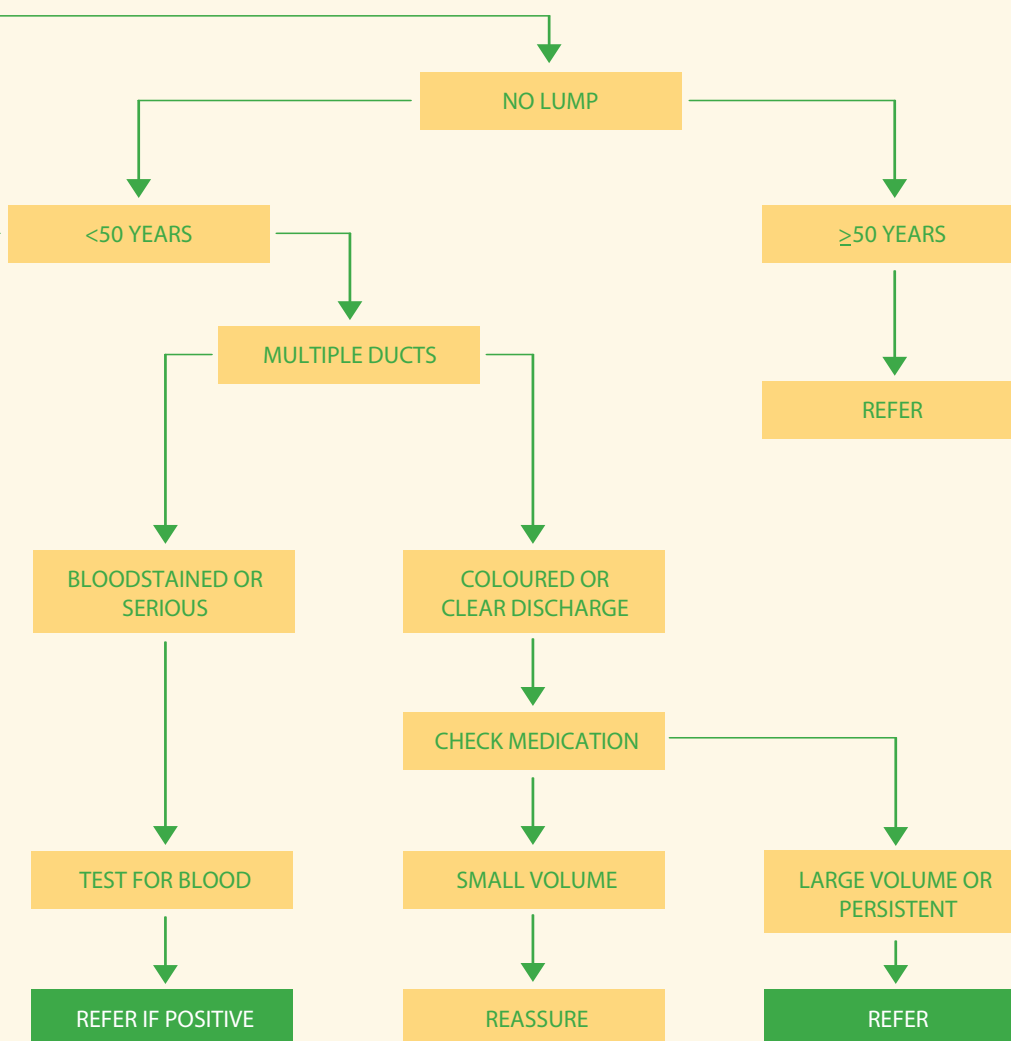 NO LUMP
<50 YEARS
≥50 YEARS
MULTIPLE DUCTS
REFER
BLOODSTAINED OR
SERIOUS
COLOURED OR
CLEAR DISCHARGE
CHECK MEDICATION
TEST FOR BLOOD
SMALL VOLUME
LARGE VOLUME OR
PERSISTENT
REFER IF POSITIVE
REASSURE
REFER